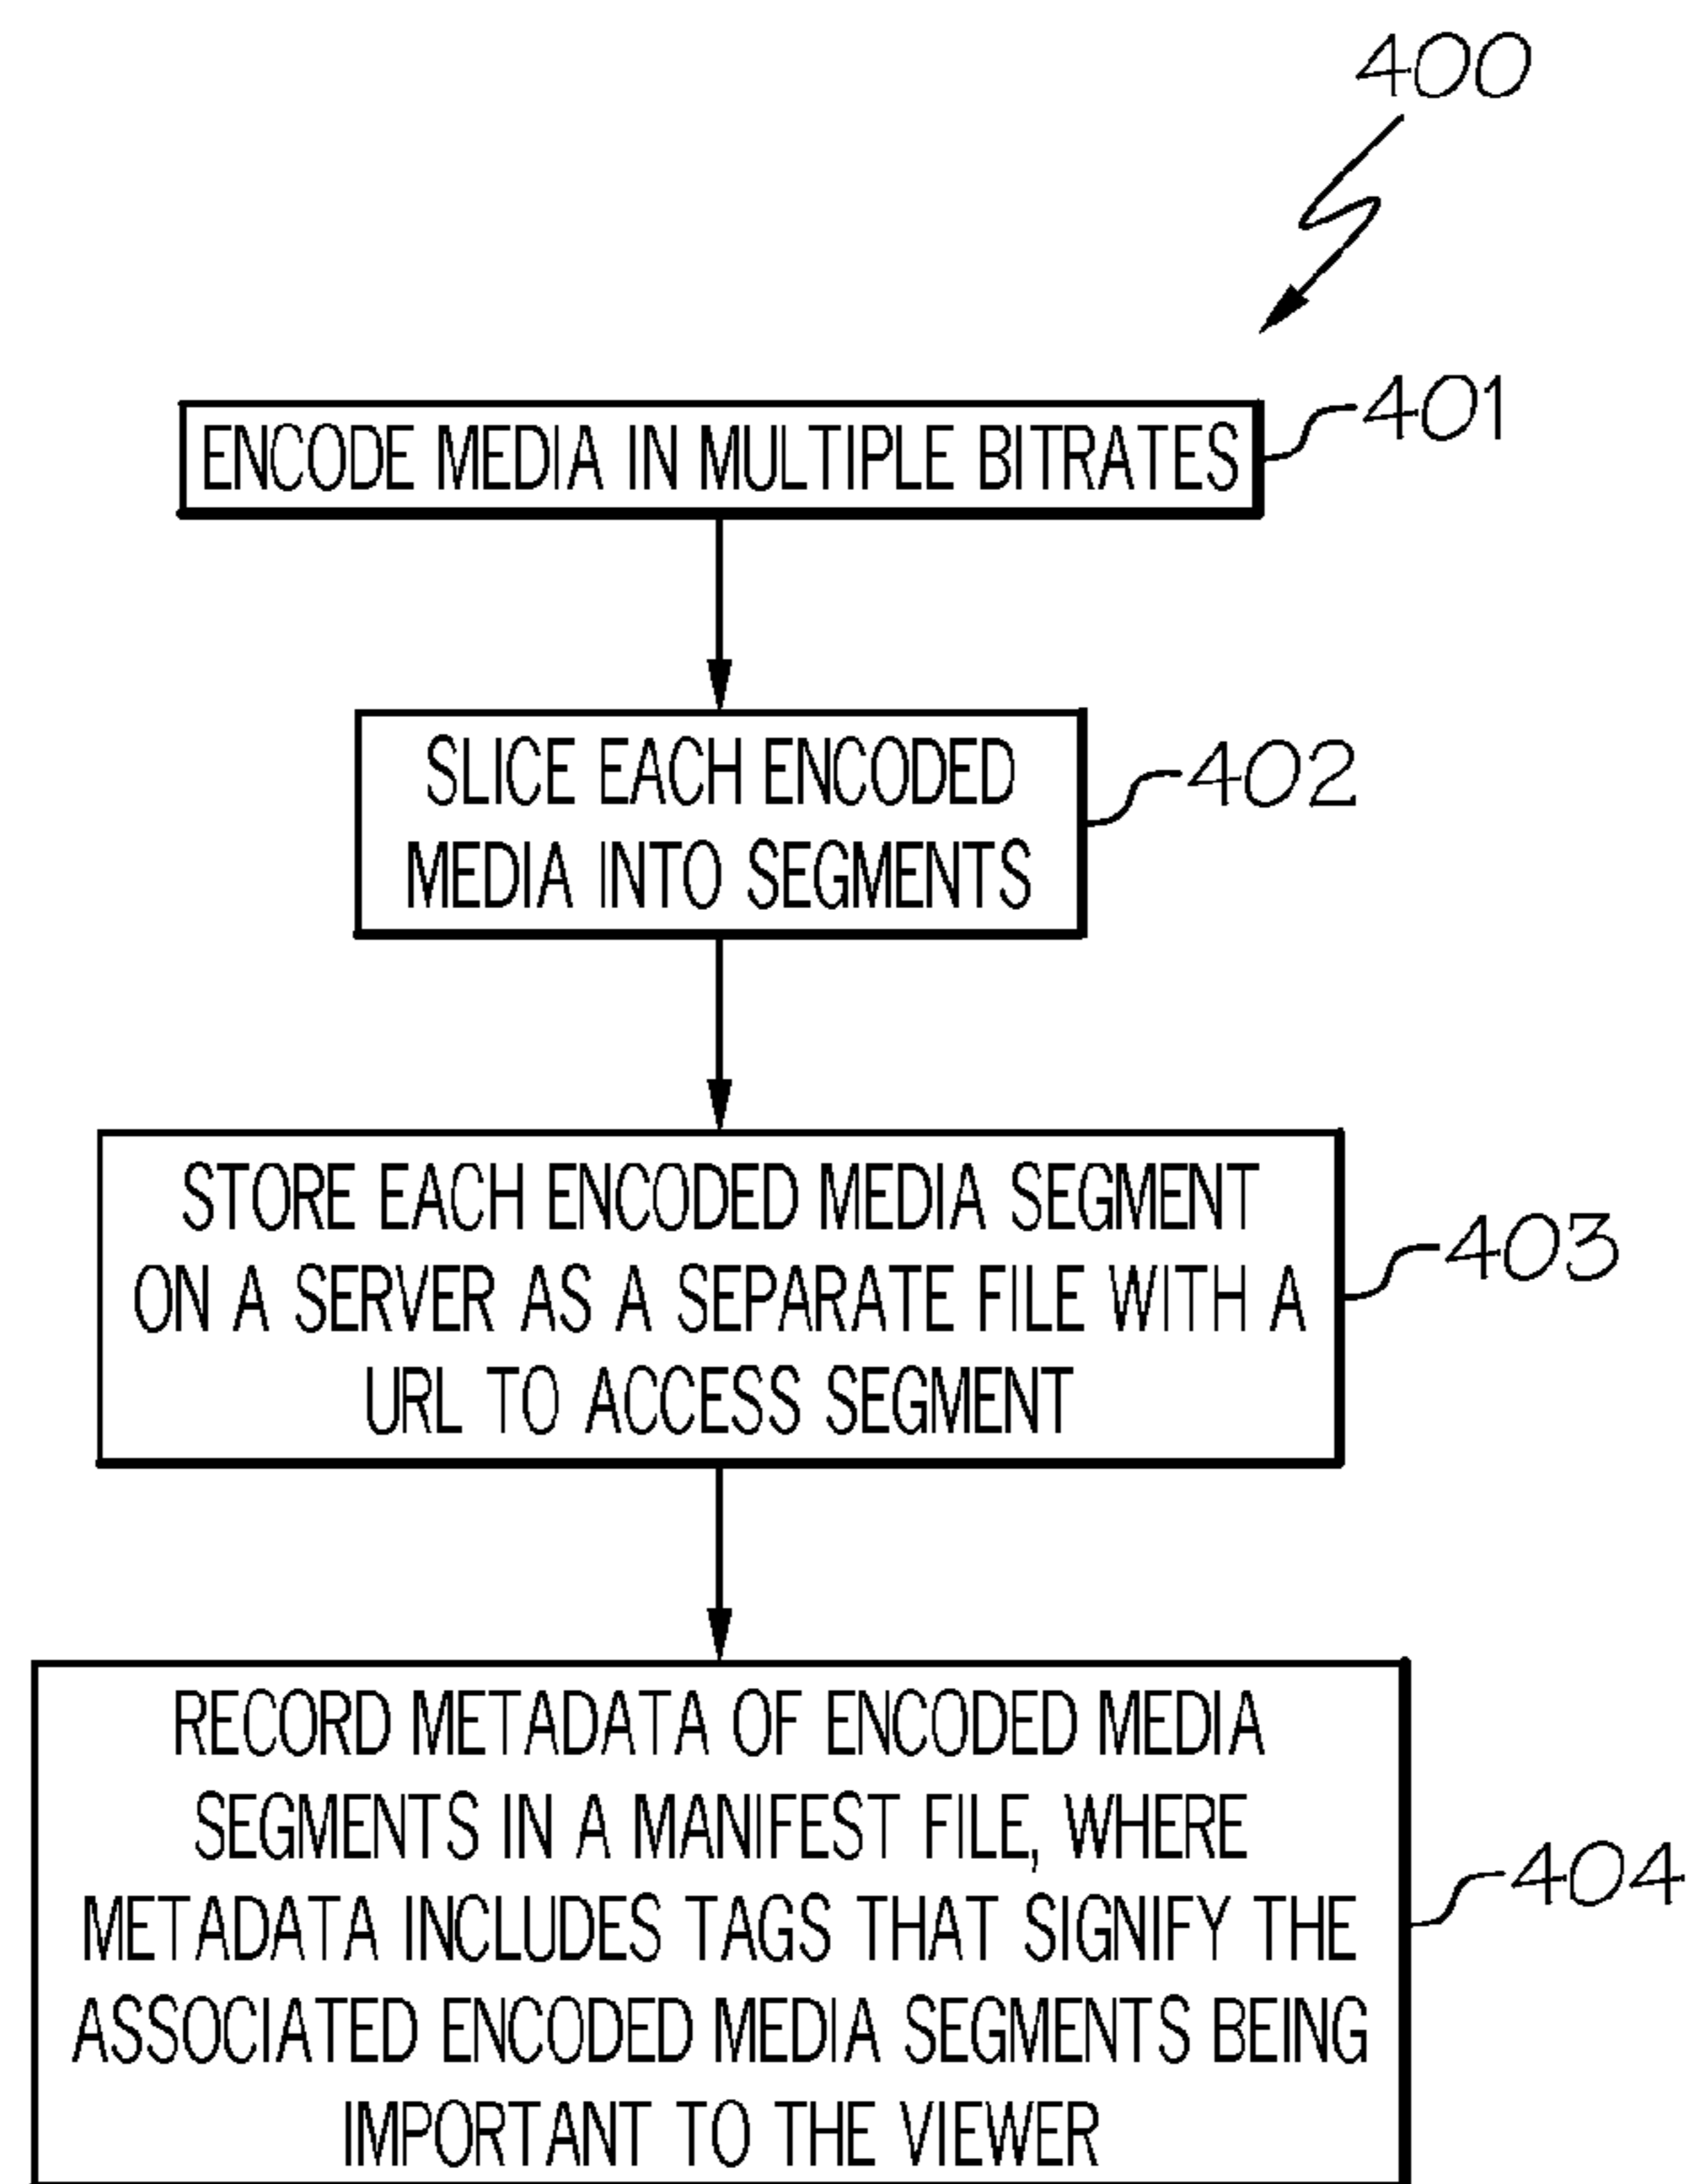 400
ENCODE MEDIA IN MULTIPLE BITRATES
401
SLICE EACH ENCODED
MEDIA INTO SEGMENTS
402
STORE EACH ENCODED MEDIA SEGMENT
ON A SERVER AS A SEPARATE FILE WITH A
URL TO ACCESS SEGMENT
403
RECORD METADATA OF ENCODED MEDIA
SEGMENTS IN A MANIFEST FILE, WHERE
METADATA INCLUDES TAGS THAT SIGNIFY THE
ASSOCIATED ENCODED MEDIA SEGMENTS BEING
IMPORTANT TO THE VIEWER
404